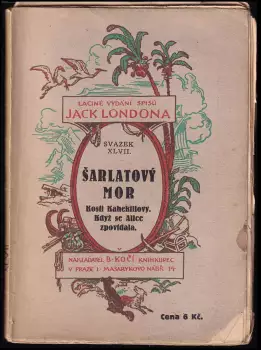 LACINÉ VYDÁNÍ SPISŮ
JACK LONDONA
SVAZEK
XLVII.
ŠARLATOVÝ
MOR
Kosti Kahekiliovy.
Když se Alice
zpovídala.
NAKLADATEL B. KOČÍ KNIHKUPEC
V PRAZE I. MASARYKOVO NÁBŘ. 14
Cena 6 Kč.